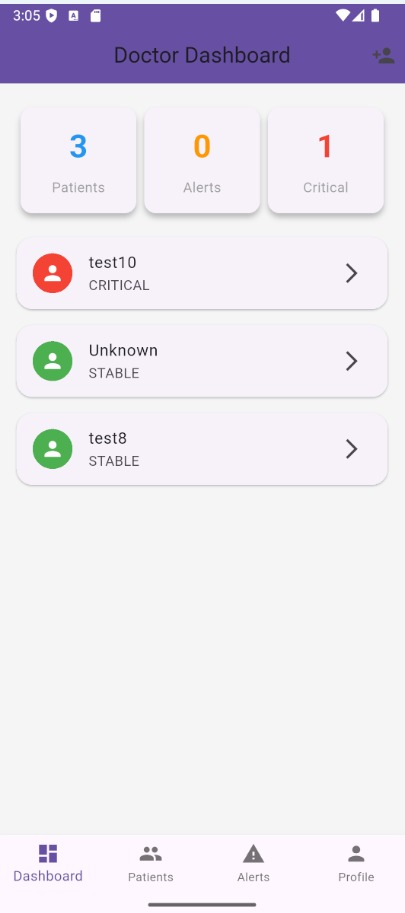 3:05
Doctor Dashboard
3 0 1
Patients Alerts Critical
test10
CRITICAL
Unknown
STABLE
test8
STABLE
Dashboard Patients Alerts Profile